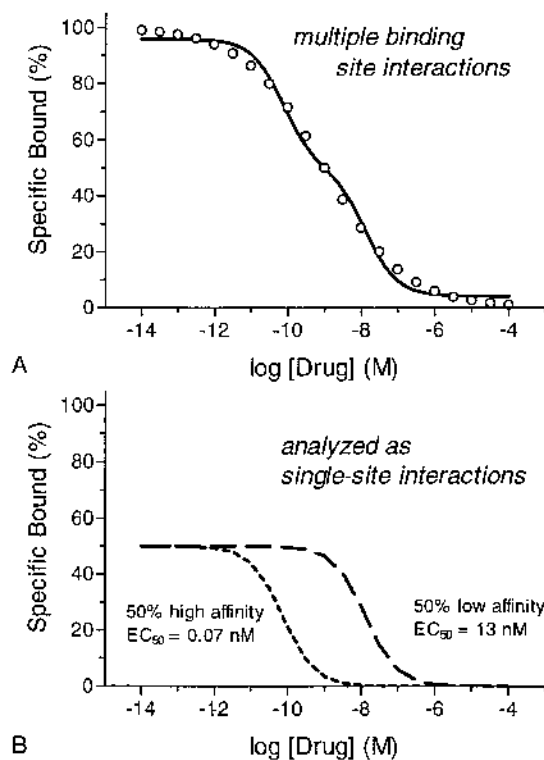 100
80
60
40
20
0
Specific Bound (%)
multiple binding
site interactions
-14
-12
-10
-8
-6
-4
A
log [Drug] (M)
100
80
60
40
20
0
Specific Bound (%)
analyzed as
single-site interactions
50% high affinity
EC₅₀ = 0.07 nM
50% low affinity
EC₅₀ = 13 nM
-14
-12
-10
-8
-6
-4
B
log [Drug] (M)